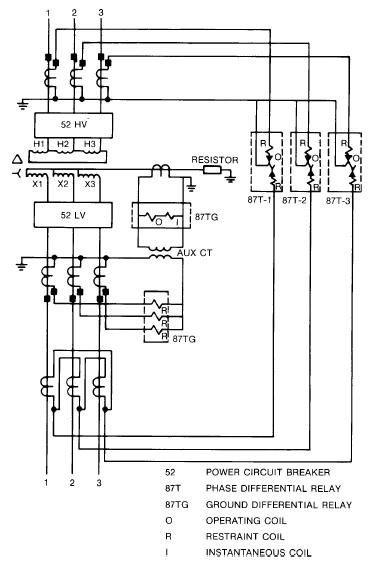 1 2 3
52 HV
H1 H2 H3
RESISTOR
X1 X2 X3
R O R O R O
R R R
87T-1 87T-2 87T-3
52 LV
O I
87TG
AUX CT
R
R
R
87TG
1 2 3
52 POWER CIRCUIT BREAKER
87T PHASE DIFFERENTIAL RELAY
87TG GROUND DIFFERENTIAL RELAY
O OPERATING COIL
R RESTRAINT COIL
I INSTANTANEOUS COIL